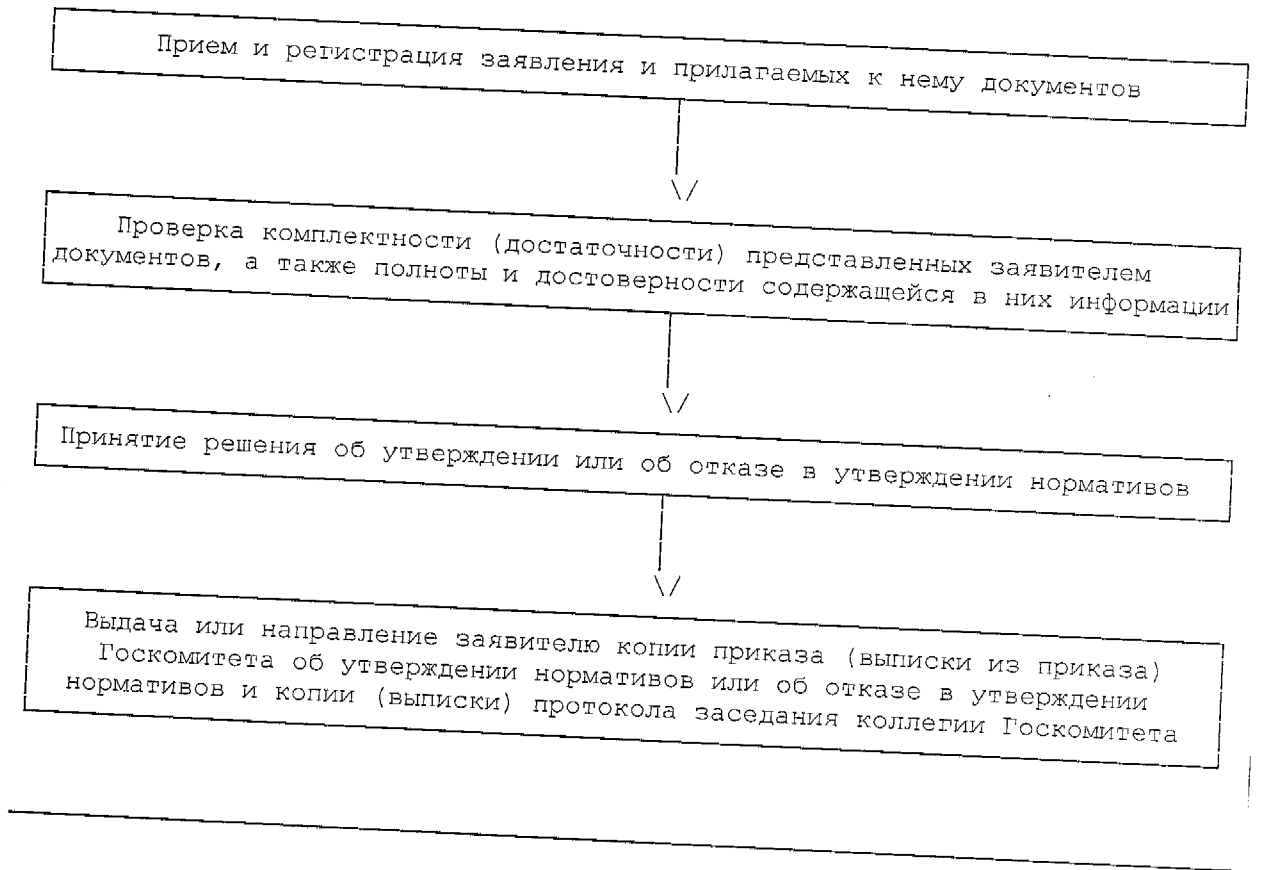 Прием и регистрация заявления и прилагаемых к нему документов
Проверка комплектности (достаточности) представленных заявителем
документов, а также полноты и достоверности содержащейся в них информации
Принятие решения об утверждении или об отказе в утверждении нормативов
Выдача или направление заявителю копии приказа (выписки из приказа)
Госкомитета об утверждении нормативов или об отказе в утверждении
нормативов и копии (выписки) протокола заседания коллегии Госкомитета